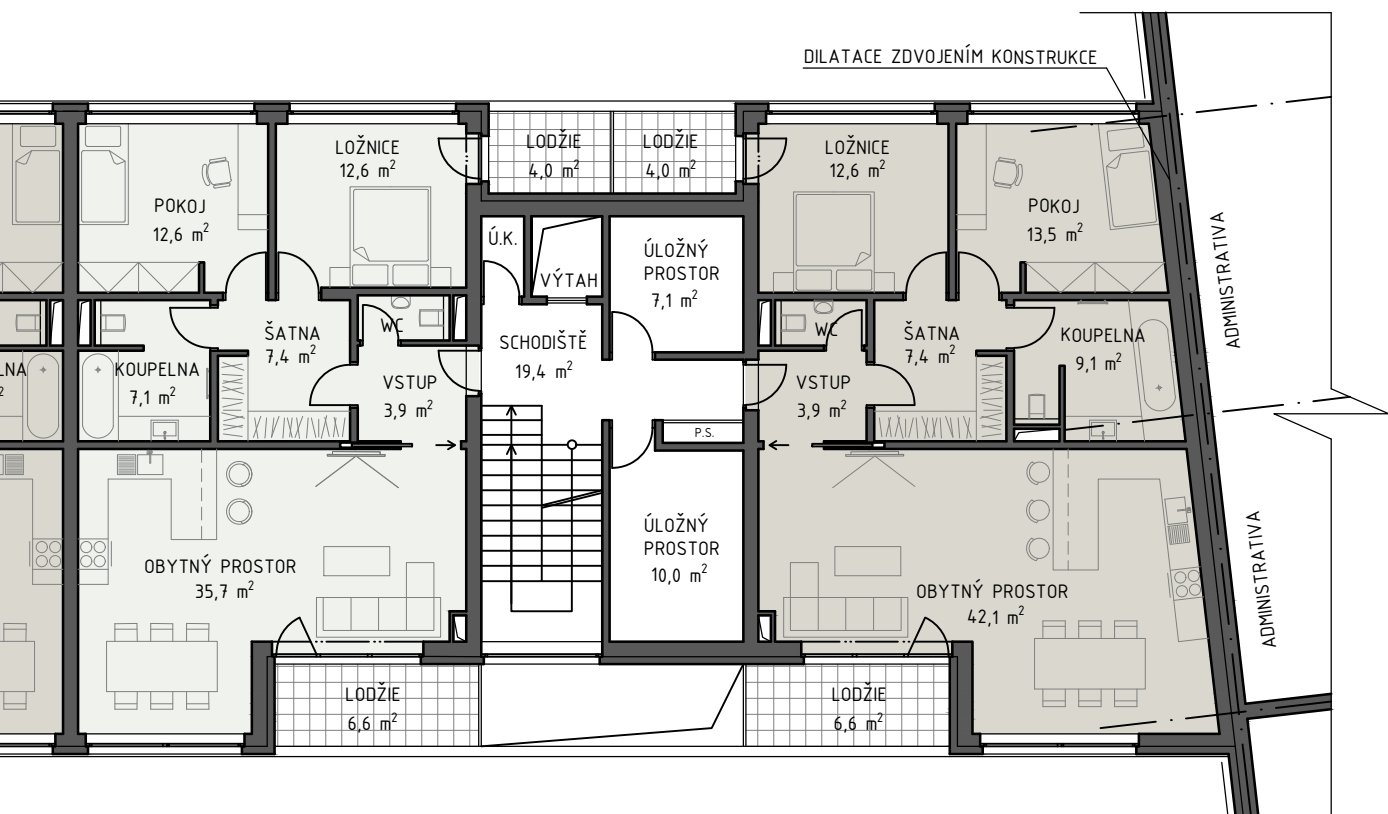 DILATACE ZDVOJENÍM KONSTRUKCE
LOŽNICE
12,6 m²
LODŽIE
4,0 m²
LODŽIE
4,0 m²
LOŽNICE
12,6 m²
POKOJ
12,6 m²
POKOJ
13,5 m²
Ú.K.
VÝTAH
ÚLOŽNÝ
PROSTOR
7,1 m²
ADMINISTRATIVA
ŠATNA
7,4 m²
WC
SCHODIŠTĚ
19,4 m²
WC
ŠATNA
7,4 m²
KOUPELNA
9,1 m²
LNA
²
KOUPELNA
7,1 m²
VSTUP
3,9 m²
VSTUP
3,9 m²
P.S.
ÚLOŽNÝ
PROSTOR
10,0 m²
OBYTNÝ PROSTOR
35,7 m²
OBYTNÝ PROSTOR
42,1 m²
ADMINISTRATIVA
LODŽIE
6,6 m²
LODŽIE
6,6 m²